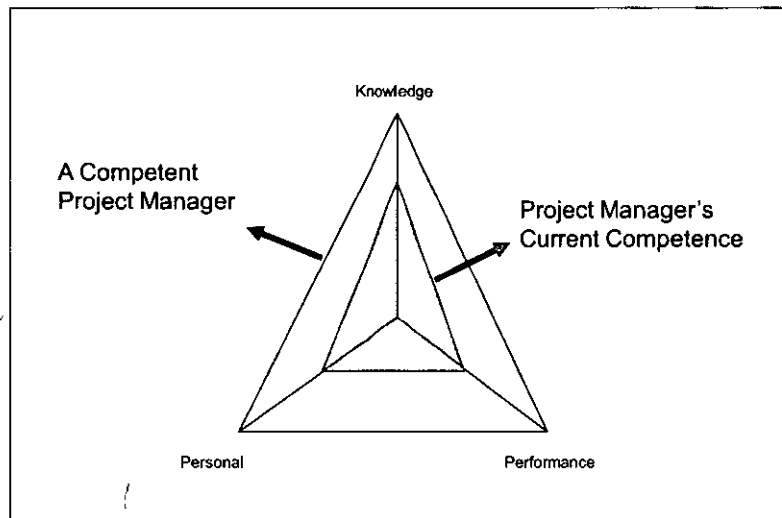 Knowledge
A Competent
Project Manager
Project Manager's
Current Competence
Personal
Performance